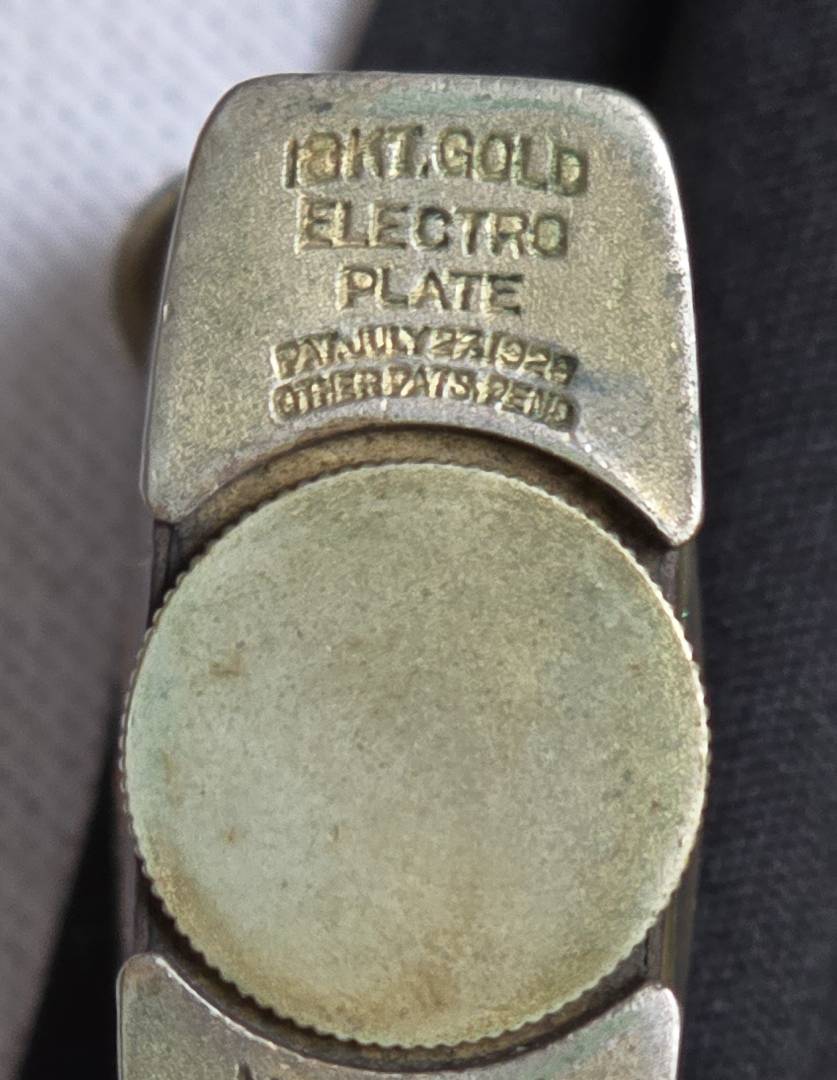 18KT. GOLD
ELECTRO
PLATE
PAT. JULY 27. 1926
OTHER PATS. PEND